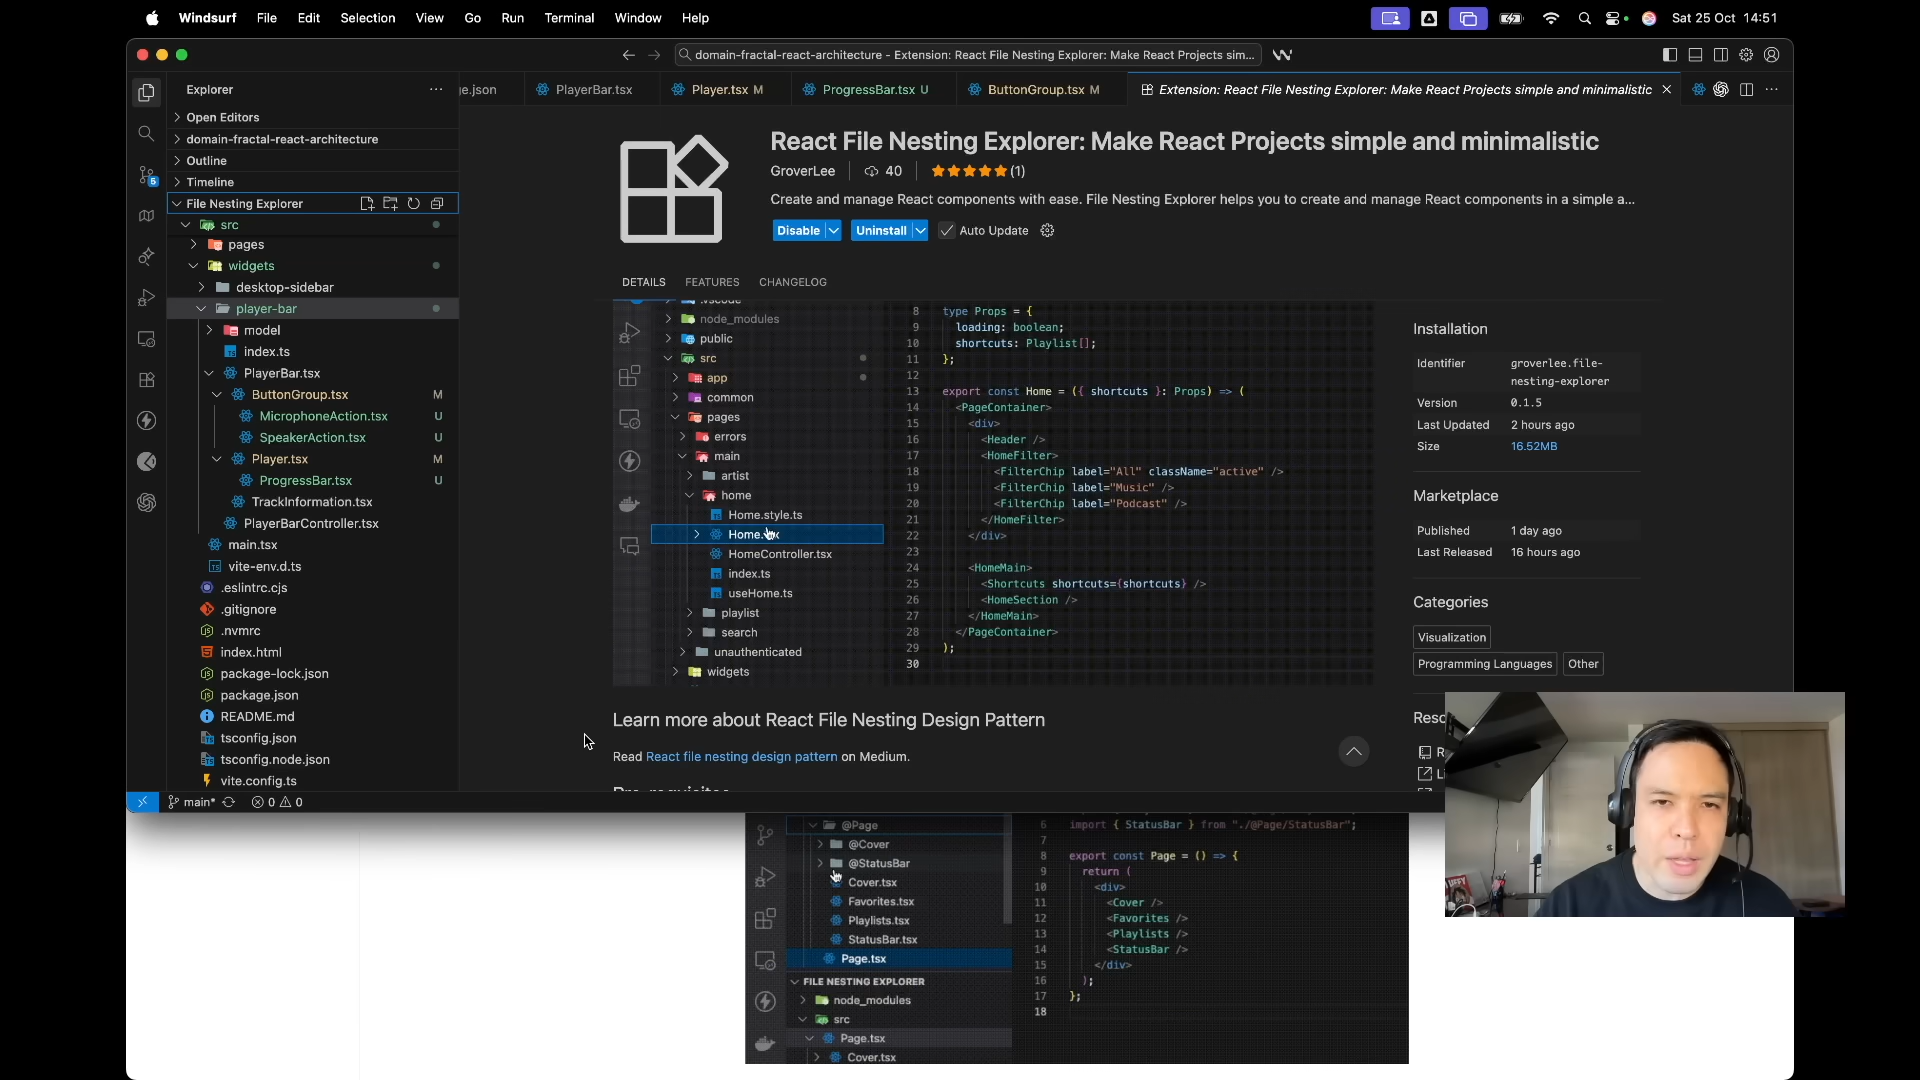 Windsurf File Edit Selection View Go Run Terminal Window Help
Sat 25 Oct 14:51
domain-fractal-react-architecture - Extension: React File Nesting Explorer: Make React Projects sim...
Explorer
ge.json
PlayerBar.tsx
Player.tsx M
ProgressBar.tsx U
ButtonGroup.tsx M
Extension: React File Nesting Explorer: Make React Projects simple and minimalistic
Open Editors
domain-fractal-react-architecture
Outline
Timeline
File Nesting Explorer
5
src
pages
widgets
desktop-sidebar
player-bar
model
index.ts
PlayerBar.tsx
ButtonGroup.tsx M
MicrophoneAction.tsx U
SpeakerAction.tsx U
Player.tsx M
ProgressBar.tsx U
TrackInformation.tsx
PlayerBarController.tsx
main.tsx
vite-env.d.ts
.eslintrc.cjs
.gitignore
.nvmrc
index.html
package-lock.json
package.json
README.md
tsconfig.json
tsconfig.node.json
vite.config.ts
main* 0 0
React File Nesting Explorer: Make React Projects simple and minimalistic
GroverLee 40 (1)
Create and manage React components with ease. File Nesting Explorer helps you to create and manage React components in a simple a...
Disable Uninstall Auto Update
DETAILS FEATURES CHANGELOG
.vscode
node_modules
public
src
app
common
pages
errors
main
artist
home
Home.style.ts
Home.
HomeController.tsx
index.ts
useHome.ts
playlist
search
unauthenticated
widgets
8 type Props = {
9 loading: boolean;
10 shortcuts: Playlist[];
11 };
12
13 export const Home = ({ shortcuts }: Props) => (
14 <PageContainer>
15 <div>
16 <Header />
17 <HomeFilter>
18 <FilterChip label="All" className="active" />
19 <FilterChip label="Music" />
20 <FilterChip label="Podcast" />
21 </HomeFilter>
22 </div>
23
24 <HomeMain>
25 <Shortcuts shortcuts={shortcuts} />
26 <HomeSection />
27 </HomeMain>
28 </PageContainer>
29 );
30
Learn more about React File Nesting Design Pattern
Read React file nesting design pattern on Medium.
Installation
Identifier groverlee.file-
nesting-explorer
Version 0.1.5
Last Updated 2 hours ago
Size 16.52MB
Marketplace
Published 1 day ago
Last Released 16 hours ago
Categories
Visualization
Programming Languages
Other
@Page
@Cover
@StatusBar
Cover.tsx
Favorites.tsx
Playlists.tsx
StatusBar.tsx
Page.tsx
FILE NESTING EXPLORER
node_modules
src
Page.tsx
Cover.tsx
6 import { StatusBar } from "./@Page/StatusBar";
7
8 export const Page = () => {
9 return (
10 <div>
11 <Cover />
12 <Favorites />
13 <Playlists />
14 <StatusBar />
15 </div>
16 );
17 };
18